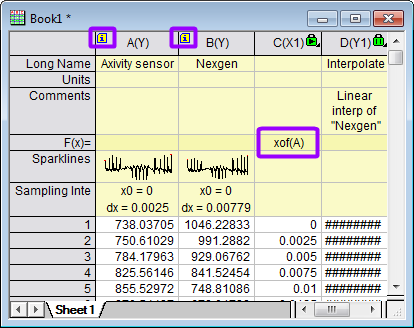 Book1 *
A(Y) B(Y) C(X1) D(Y1)
Long Name Axivity sensor Nexgen Interpolate
Units
Comments Linear
interp of
"Nexgen"
F(x)= xof(A)
Sparklines
Sampling Inte x0 = 0 x0 = 0
dx = 0.0025 dx = 0.00779
1 738.03705 1046.22833 0 ########
2 750.61029 991.2882 0.0025 ########
3 784.17963 929.06762 0.005 ########
4 825.56146 841.52454 0.0075 ########
5 855.52972 748.81086 0.01 ########
Sheet1